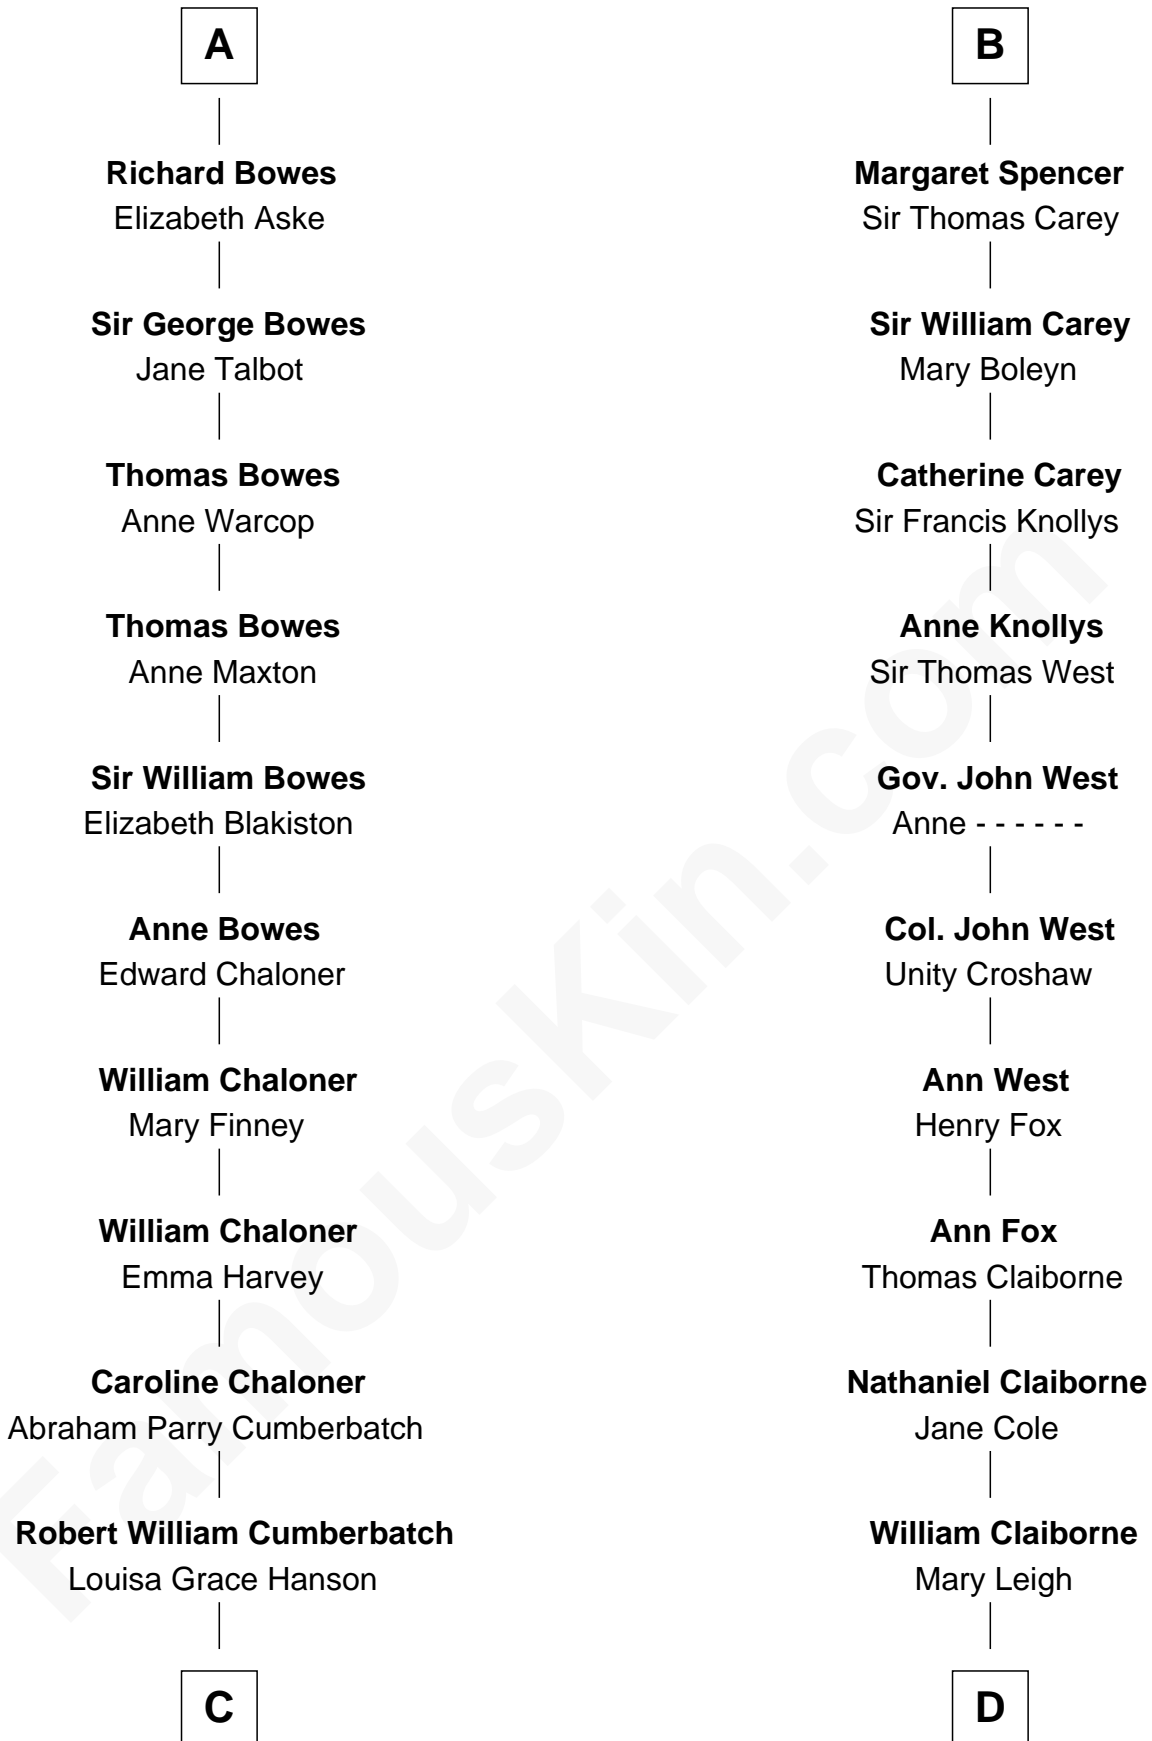 A
Richard Bowes
Elizabeth Aske
Sir George Bowes
Jane Talbot
Thomas Bowes
Anne Warcop
Thomas Bowes
Anne Maxton
Sir William Bowes
Elizabeth Blakiston
Anne Bowes
Edward Chaloner
William Chaloner
Mary Finney
William Chaloner
Emma Harvey
Caroline Chaloner
Abraham Parry Cumberbatch
Robert William Cumberbatch
Louisa Grace Hanson
C
B
Margaret Spencer
Sir Thomas Carey
Sir William Carey
Mary Boleyn
Catherine Carey
Sir Francis Knollys
Anne Knollys
Sir Thomas West
Gov. John West
Anne - - - - - -
Col. John West
Unity Croshaw
Ann West
Henry Fox
Ann Fox
Thomas Claiborne
Nathaniel Claiborne
Jane Cole
William Claiborne
Mary Leigh
D
FamousKin.com